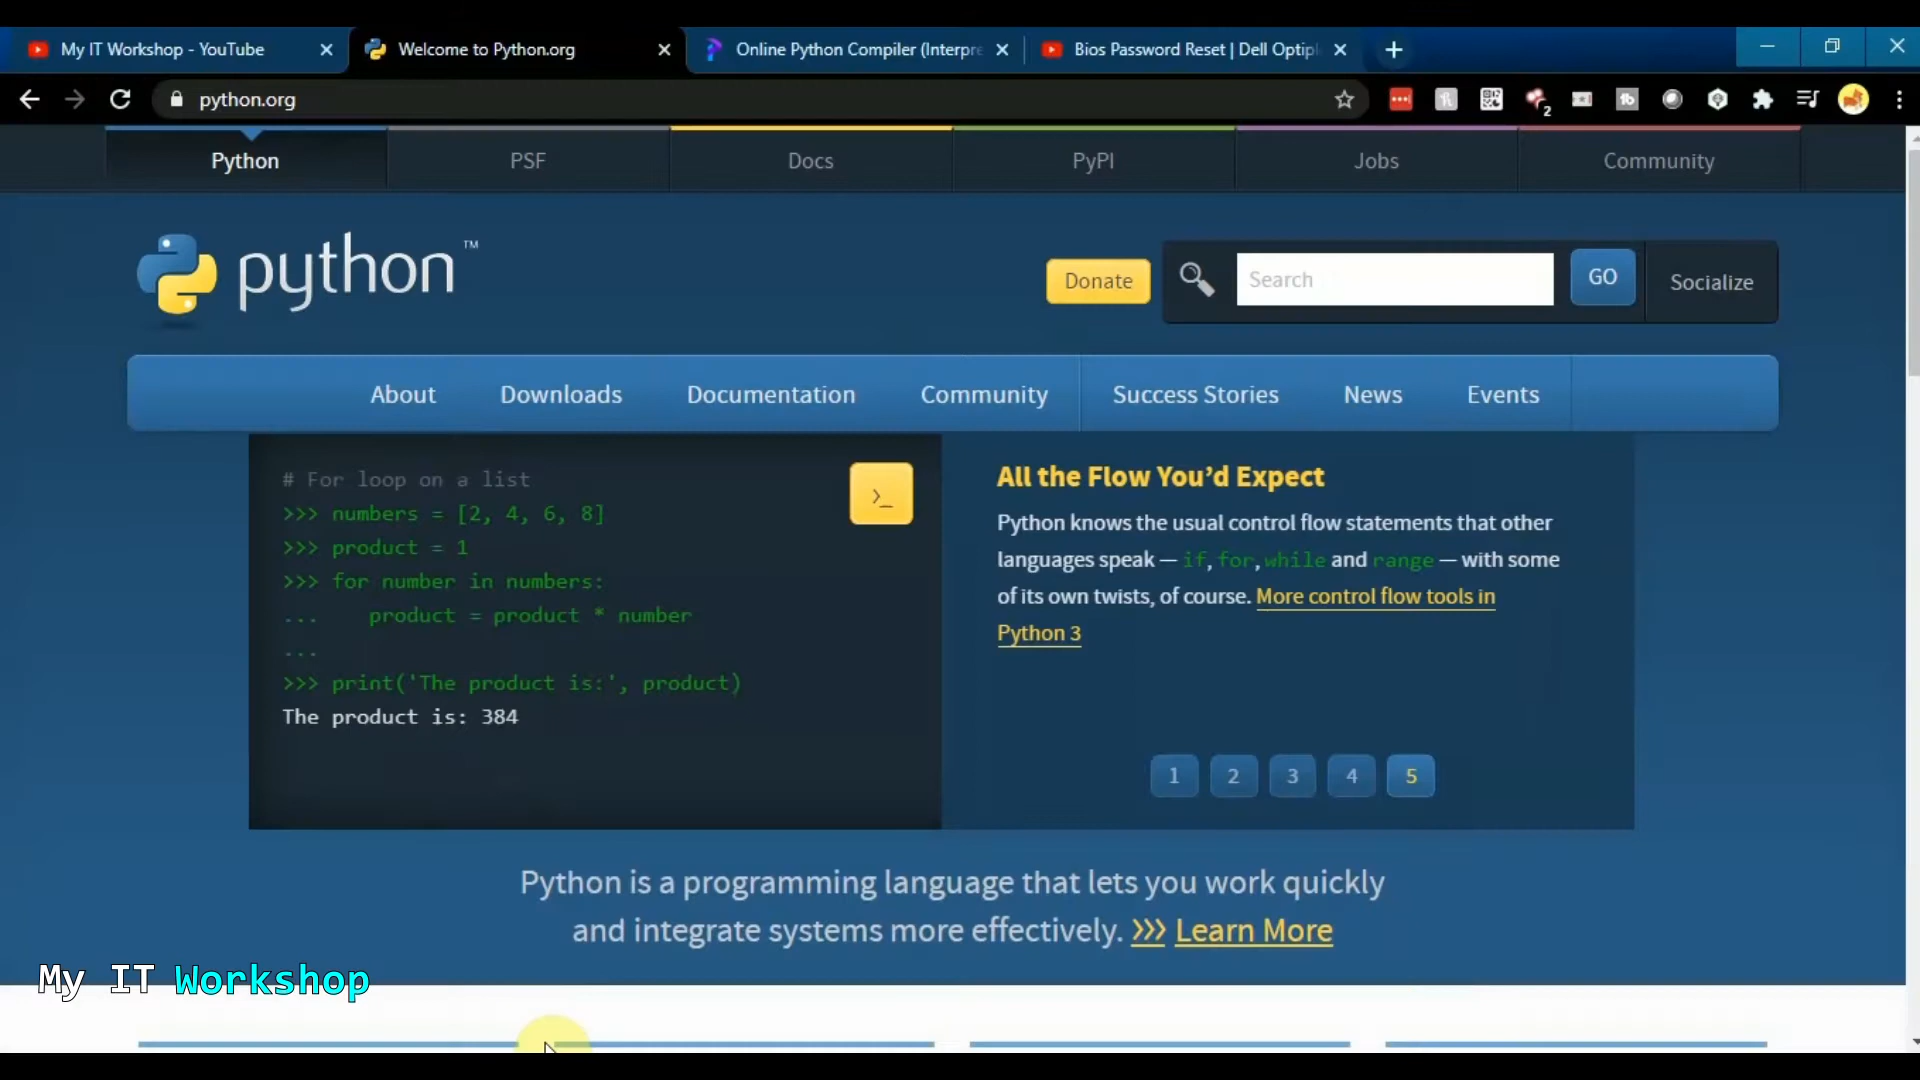 My IT Workshop - YouTube
Welcome to Python.org
Online Python Compiler (Interpre
Bios Password Reset | Dell Optipl
python.org
2
Python
PSF
Docs
PyPI
Jobs
Community
python™
Donate
Search
GO
Socialize
About
Downloads
Documentation
Community
Success Stories
News
Events
# For loop on a list
>>> numbers = [2, 4, 6, 8]
>>> product = 1
>>> for number in numbers:
...    product = product * number
...
>>> print('The product is:', product)
The product is: 384
>_
All the Flow You’d Expect
Python knows the usual control flow statements that other
languages speak — if, for, while and range — with some
of its own twists, of course. More control flow tools in
Python 3
1
2
3
4
5
Python is a programming language that lets you work quickly
and integrate systems more effectively. >>> Learn More
My IT Workshop